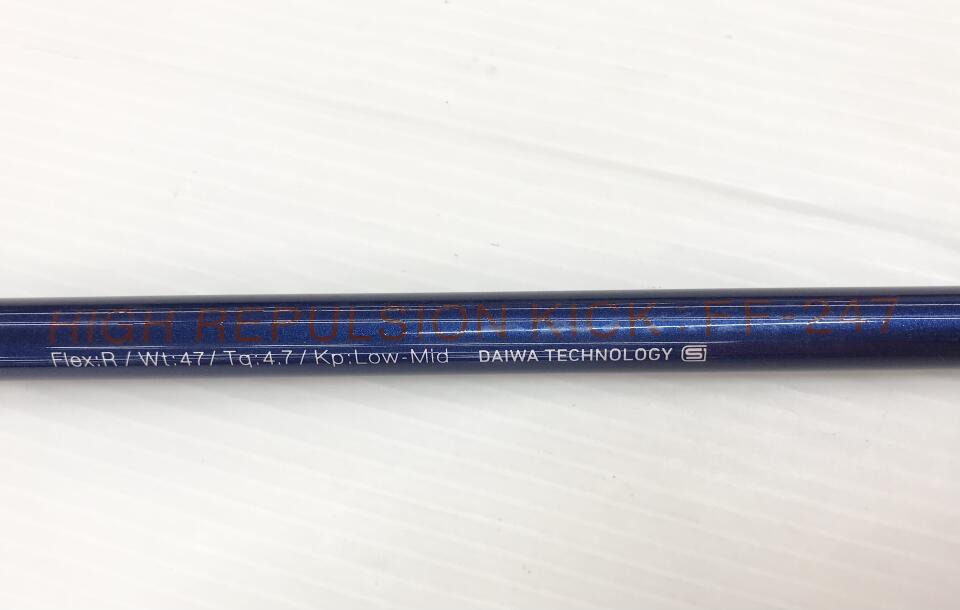 HIGH REPULSION KICK : FF-247
Flex:R / Wt:47/ Tq:4.7 / Kp:Low-Mid DAIWA TECHNOLOGY S